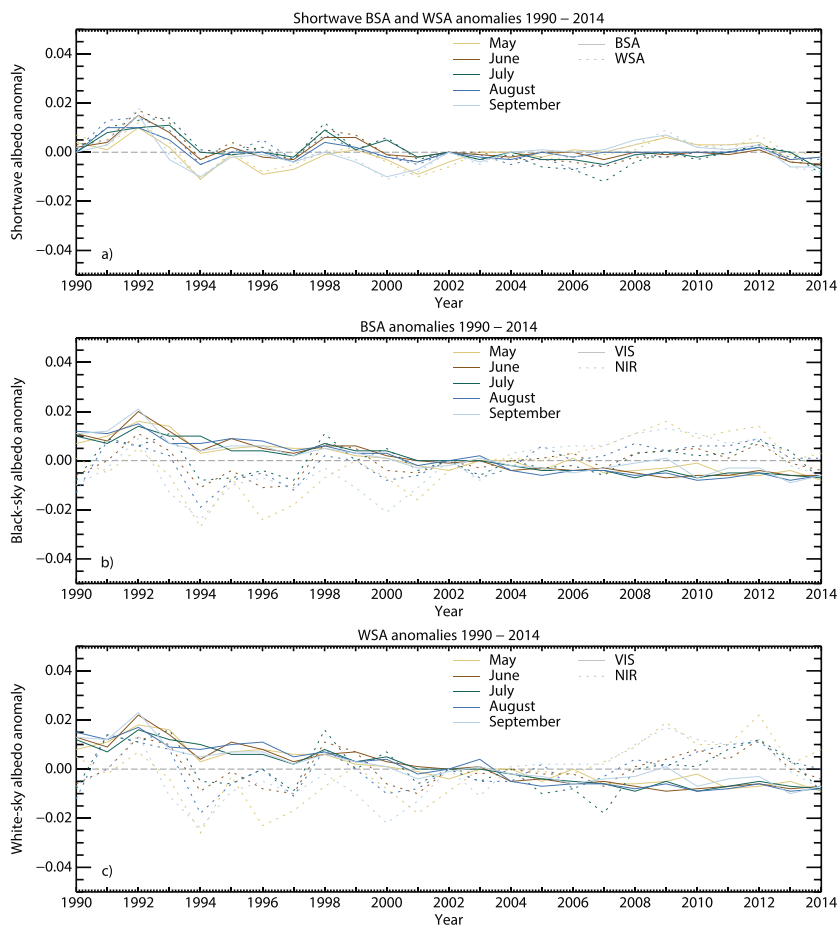 Shortwave BSA and WSA anomalies 1990 – 2014
0.04
0.02
0.00
−0.02
−0.04
Shortwave albedo anomaly
May
June
July
August
September
BSA
WSA
a)
1990 1992 1994 1996 1998 2000 2002 2004 2006 2008 2010 2012 2014
Year
BSA anomalies 1990 – 2014
0.04
0.02
0.00
−0.02
−0.04
Black-sky albedo anomaly
May
June
July
August
September
VIS
NIR
b)
1990 1992 1994 1996 1998 2000 2002 2004 2006 2008 2010 2012 2014
Year
WSA anomalies 1990 – 2014
0.04
0.02
0.00
−0.02
−0.04
White-sky albedo anomaly
May
June
July
August
September
VIS
NIR
c)
1990 1992 1994 1996 1998 2000 2002 2004 2006 2008 2010 2012 2014
Year